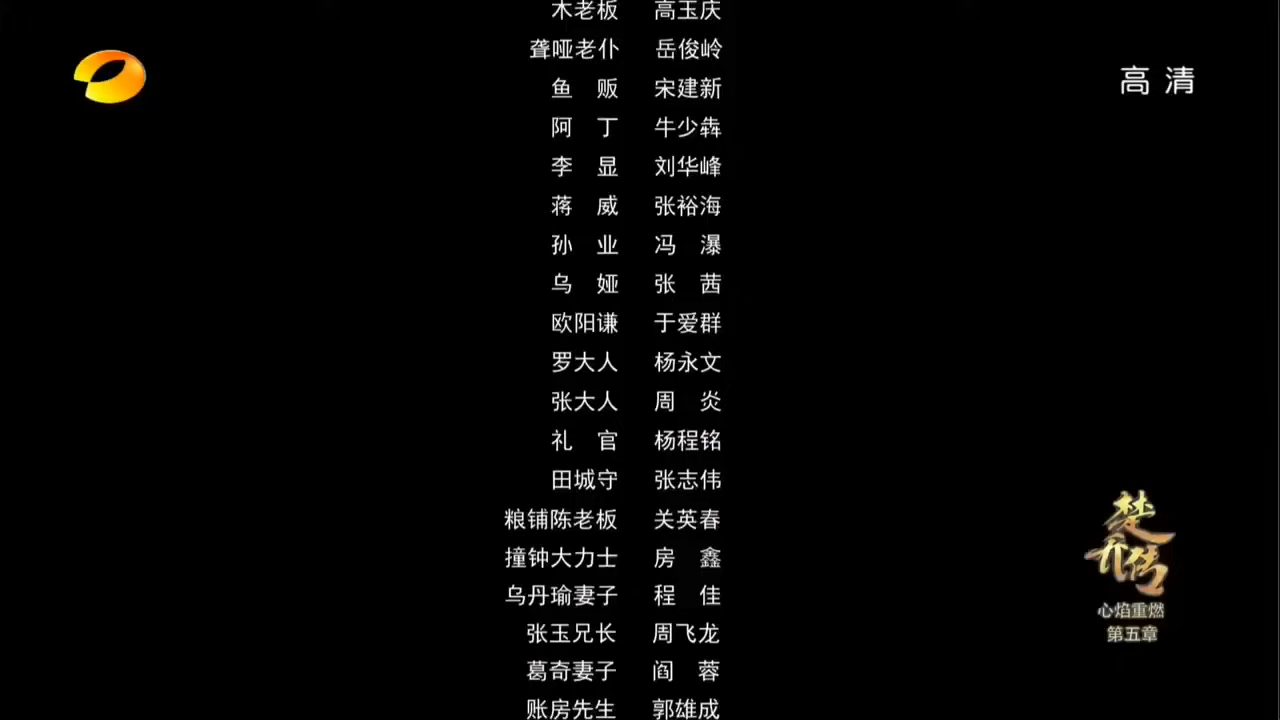 木老板 高玉庆
聋哑老仆 岳俊岭
高清
鱼 贩 宋建新
阿 丁 牛少犇
李 显 刘华峰
蒋 威 张裕海
孙 业 冯 瀑
乌 娅 张 茜
欧阳谦 于爱群
罗大人 杨永文
张大人 周 炎
礼 官 杨程铭
田城守 张志伟
粮铺陈老板 关英春
撞钟大力士 房 鑫
乌丹瑜妻子 程 佳
张玉兄长 周飞龙
葛奇妻子 阎 蓉
账房先生 郭雄成
楚乔传
心焰重燃
第五章